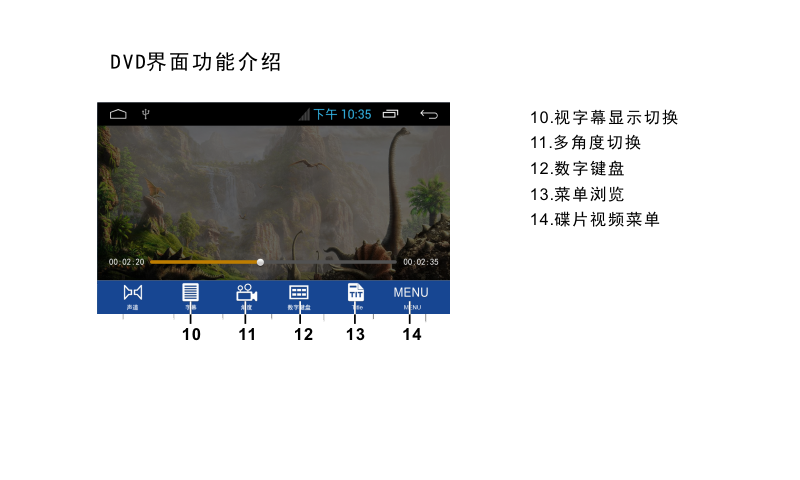 DVD界面功能介绍
下午 10:35
10.视字幕显示切换
11.多角度切换
12.数字键盘
13.菜单浏览
14.碟片视频菜单
00:02:20
00:02:35
TIT
MENU
声道
字幕
角度
数字键盘
Title
MENU
10
11
12
13
14